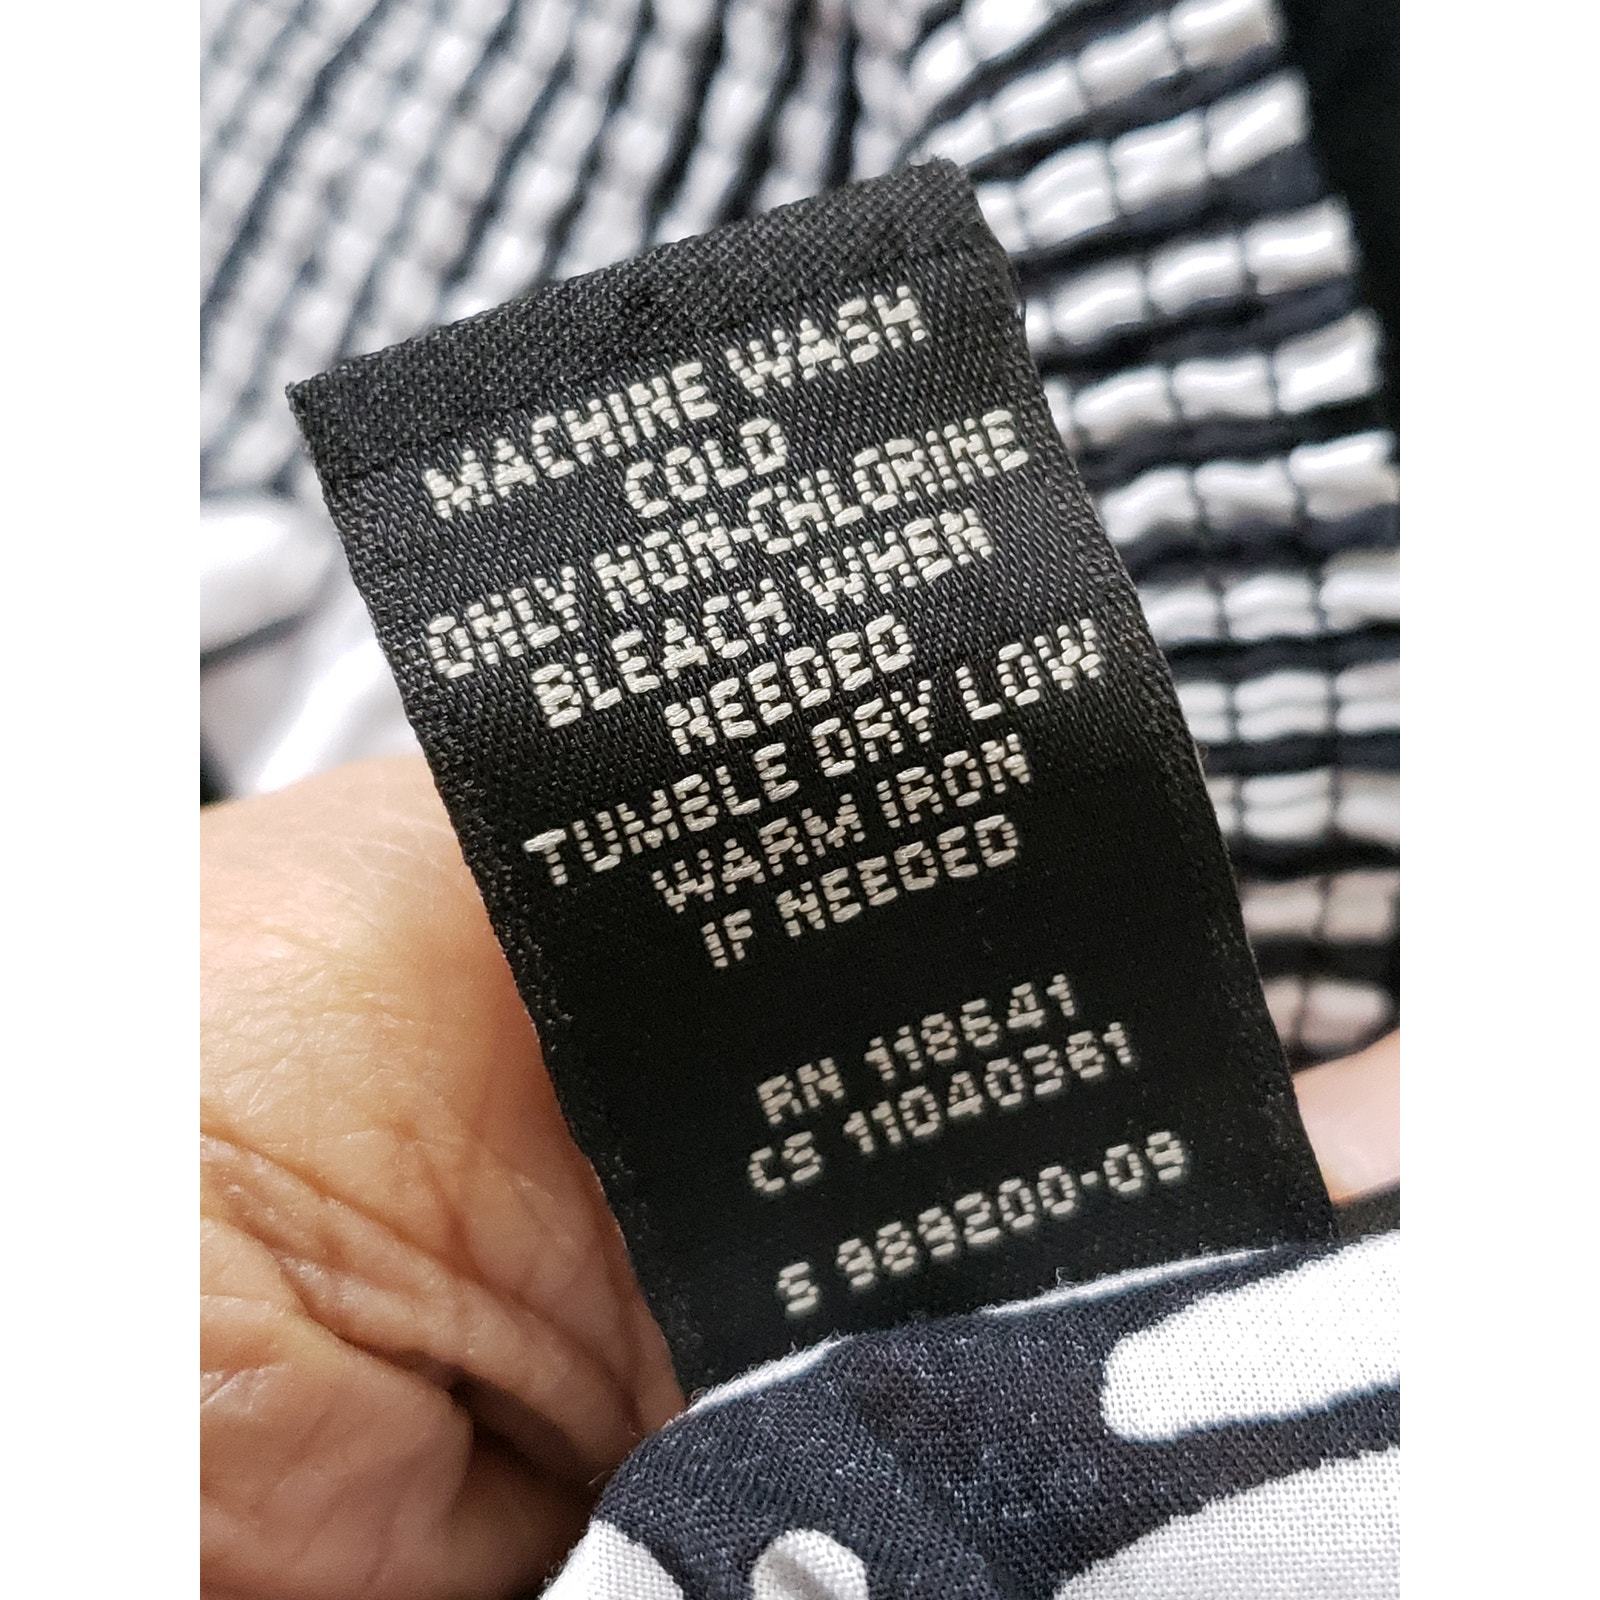 MACHINE WASH
COLD
ONLY NON-CHLORINE
BLEACH WHEN
NEEDED
TUMBLE DRY LOW
WARM IRON
IF NEEDED
RN 118641
CS 11040361
S 989200-09